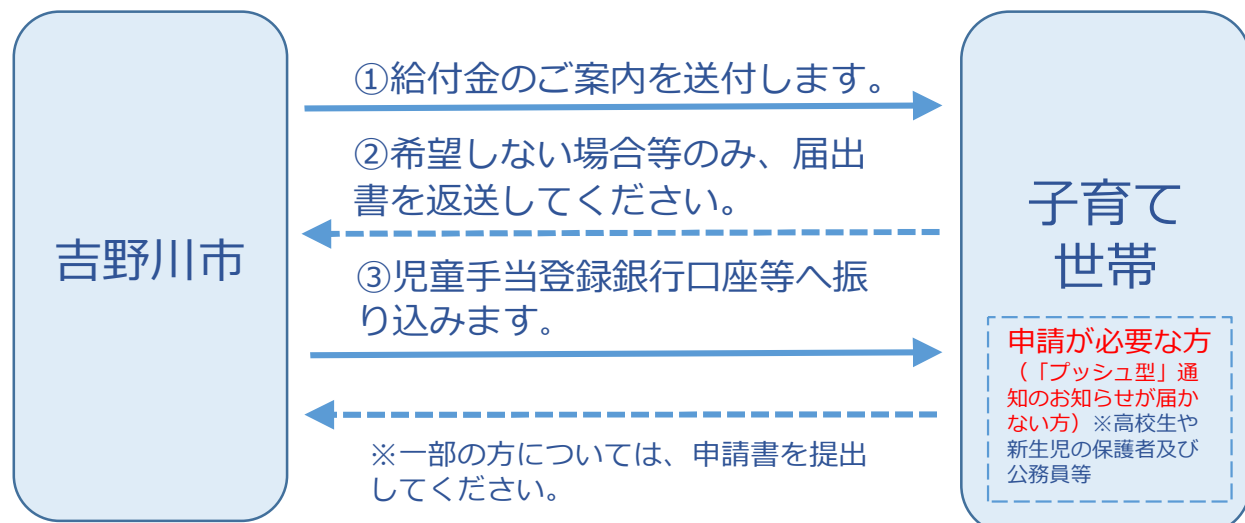 吉野川市
①給付金のご案内を送付します。
②希望しない場合等のみ、届出
書を返送してください。
③児童手当登録銀行口座等へ振
り込みます。
※一部の方については、申請書を提出
してください。
子育て
世帯
申請が必要な方
（「プッシュ型」通
知のお知らせが届か
ない方）※高校生や
新生児の保護者及び
公務員等